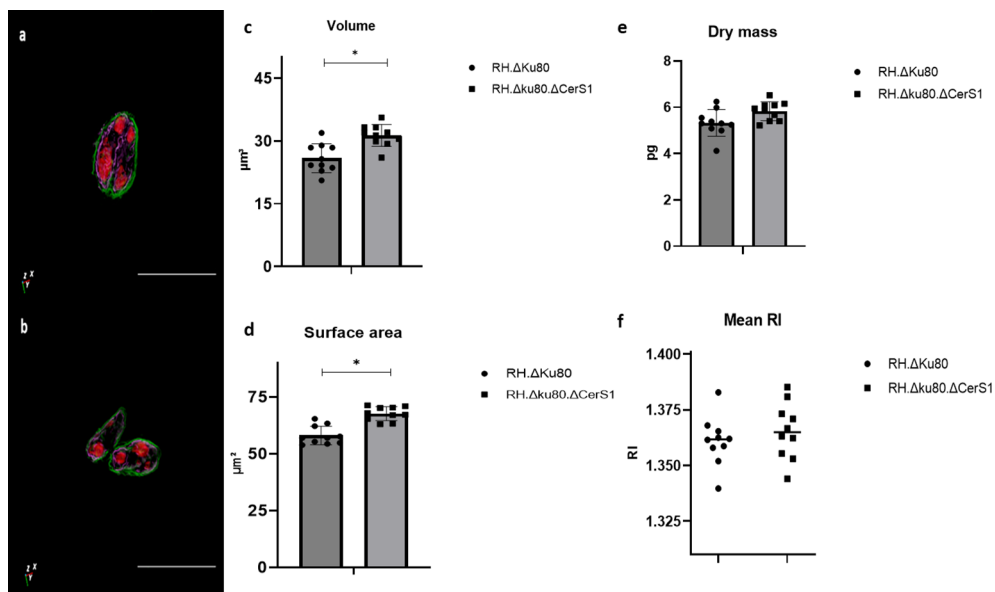 a
z x
y
b
z x
y
c
Volume
*
45
30
15
0
µm³
RH.ΔKu80
RH.Δku80.ΔCerS1
d
Surface area
*
75
50
25
0
µm²
RH.ΔKu80
RH.Δku80.ΔCerS1
e
Dry mass
8
6
4
2
0
pg
RH.ΔKu80
RH.Δku80.ΔCerS1
f
Mean RI
1.400
1.375
1.350
1.325
RI
RH.ΔKu80
RH.Δku80.ΔCerS1